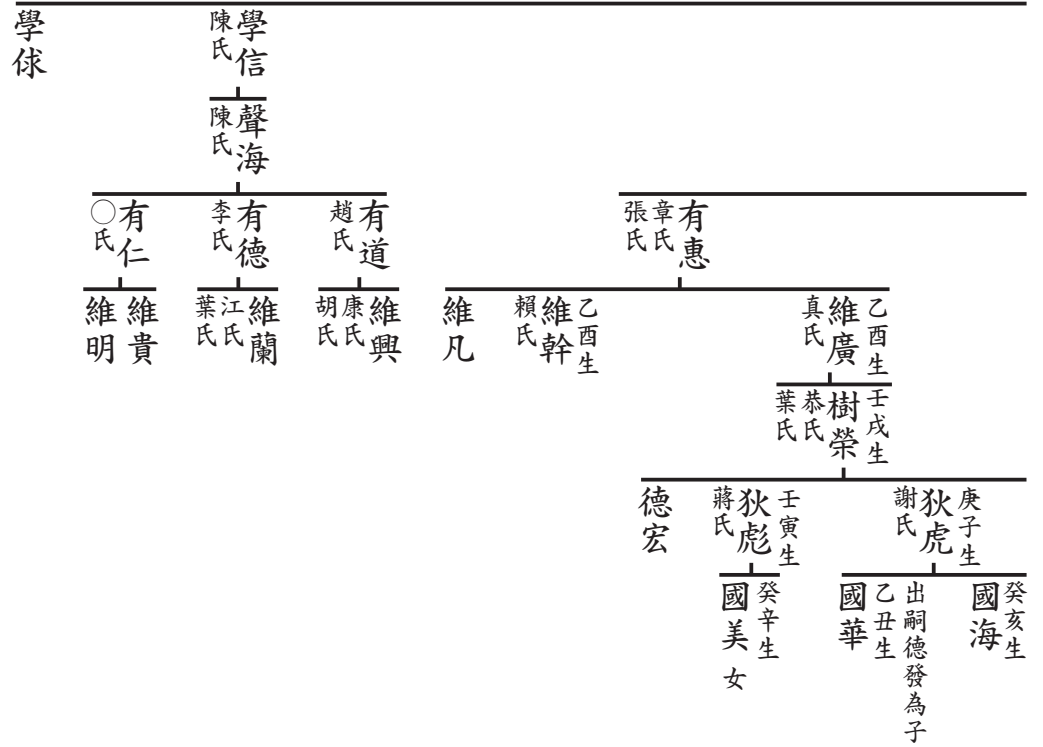 學信
陳氏
學俅
聲海
陳氏
有惠
章氏
張氏
有道
趙氏
有德
李氏
有仁
○氏
乙酉生
維廣
真氏
乙酉生
維幹
賴氏
維凡
維興
康氏
胡氏
維蘭
江氏
葉氏
維貴
維明
壬戌生
樹榮
恭氏
葉氏
庚子生
狄虎
謝氏
壬寅生
狄彪
蔣氏
德宏
癸亥生
國海
出嗣德發為子
乙丑生
國華
癸辛生
國美 女